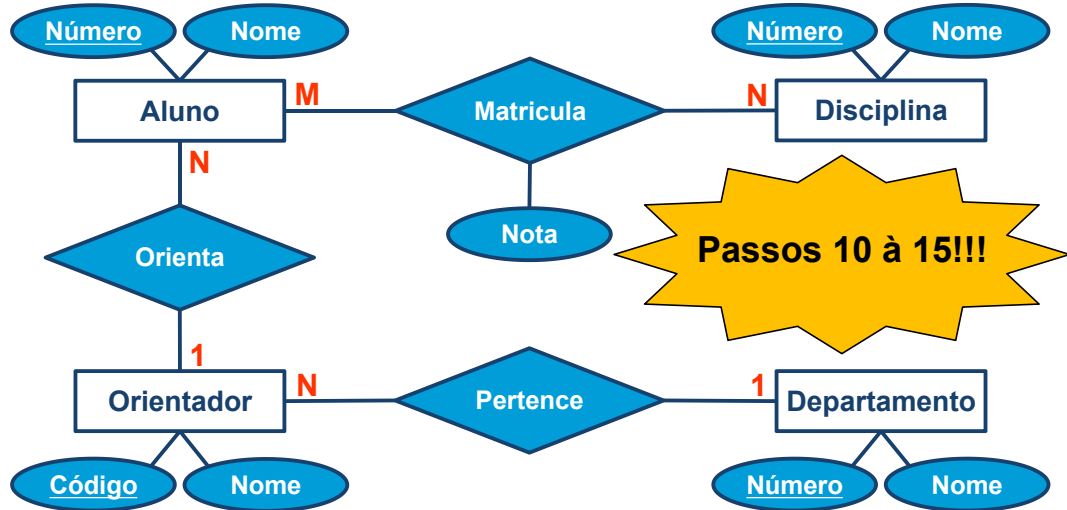 Número
Nome
Número
Nome
Aluno
M
Matricula
N
Disciplina
N
Nota
Orienta
Passos 10 à 15!!!
1
Orientador
N
Pertence
1
Departamento
Código
Nome
Número
Nome